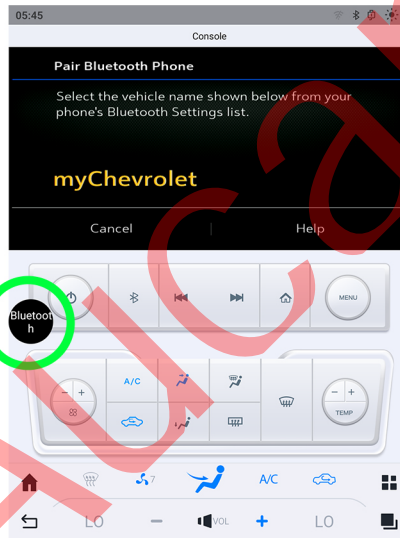 05:45
Console
Pair Bluetooth Phone
Select the vehicle name shown below from your
phone's Bluetooth Settings list.
myChevrolet
Cancel | Help
Bluetoot
h
MENU
A/C
− +
− +
TEMP
7
A/C
LO − VOL + LO